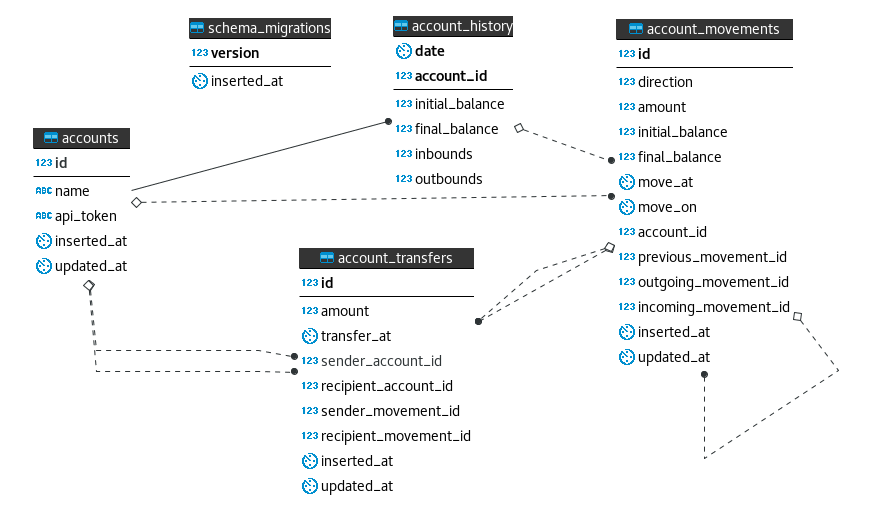 schema_migrations
123 version
inserted_at
account_history
date
123 account_id
123 initial_balance
123 final_balance
123 inbounds
123 outbounds
account_movements
123 id
123 direction
123 amount
123 initial_balance
123 final_balance
move_at
move_on
123 account_id
123 previous_movement_id
123 outgoing_movement_id
123 incoming_movement_id
inserted_at
updated_at
accounts
123 id
ABC name
ABC api_token
inserted_at
updated_at
account_transfers
123 id
123 amount
transfer_at
123 sender_account_id
123 recipient_account_id
123 sender_movement_id
123 recipient_movement_id
inserted_at
updated_at